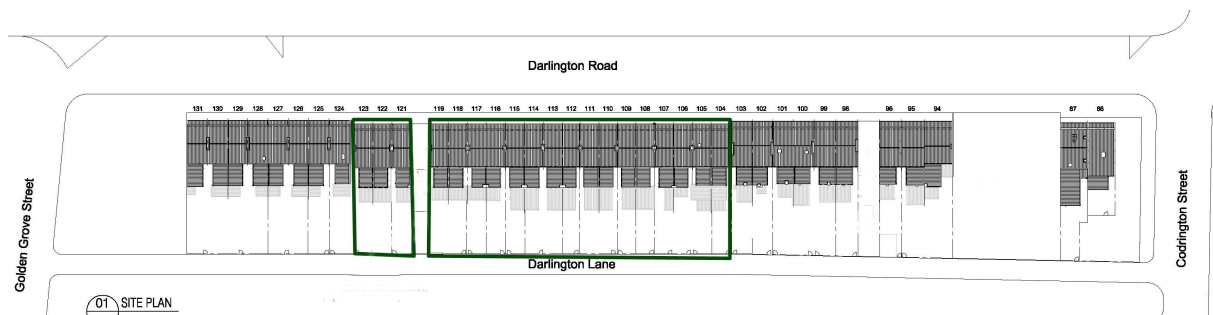 Darlington Road
131 130 129 128 127 126 125 124 123 122 121 119 118 117 116 115 114 113 112 111 110 109 108 107 106 105 104 103 102 101 100 99 98 96 95 94 87 86
Golden Grove Street
Codrington Street
Darlington Lane
01 SITE PLAN